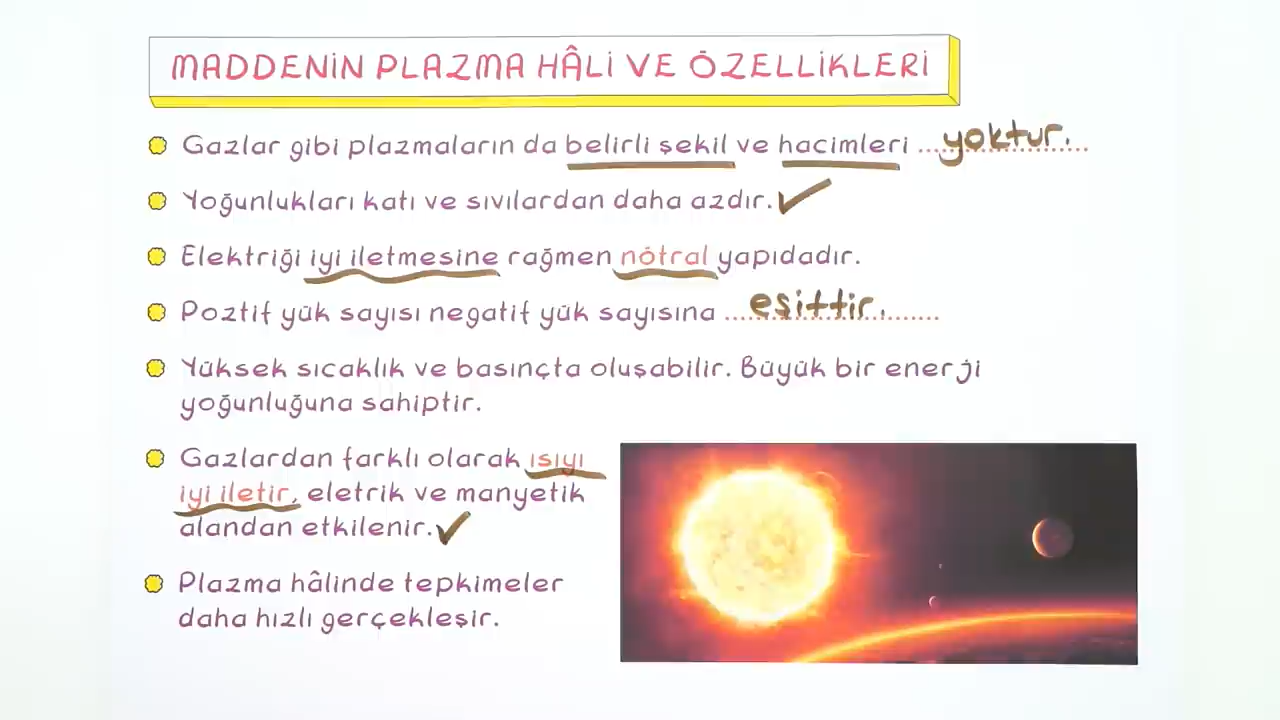 MADDENİN PLAZMA HÂLİ VE ÖZELLİKLERİ
Gazlar gibi plazmaların da belirli şekil ve hacimleri ...yoktur...
Yoğunlukları katı ve sıvılardan daha azdır. ✓
Elektriği iyi iletmesine rağmen nötral yapıdadır.
Poztif yük sayısı negatif yük sayısına ...eşittir.......
Yüksek sıcaklık ve basınçta oluşabilir. Büyük bir enerji
yoğunluğuna sahiptir.
Gazlardan farklı olarak ısıyı
iyi iletir, eletrik ve manyetik
alandan etkilenir. ✓
Plazma hâlinde tepkimeler
daha hızlı gerçekleşir.